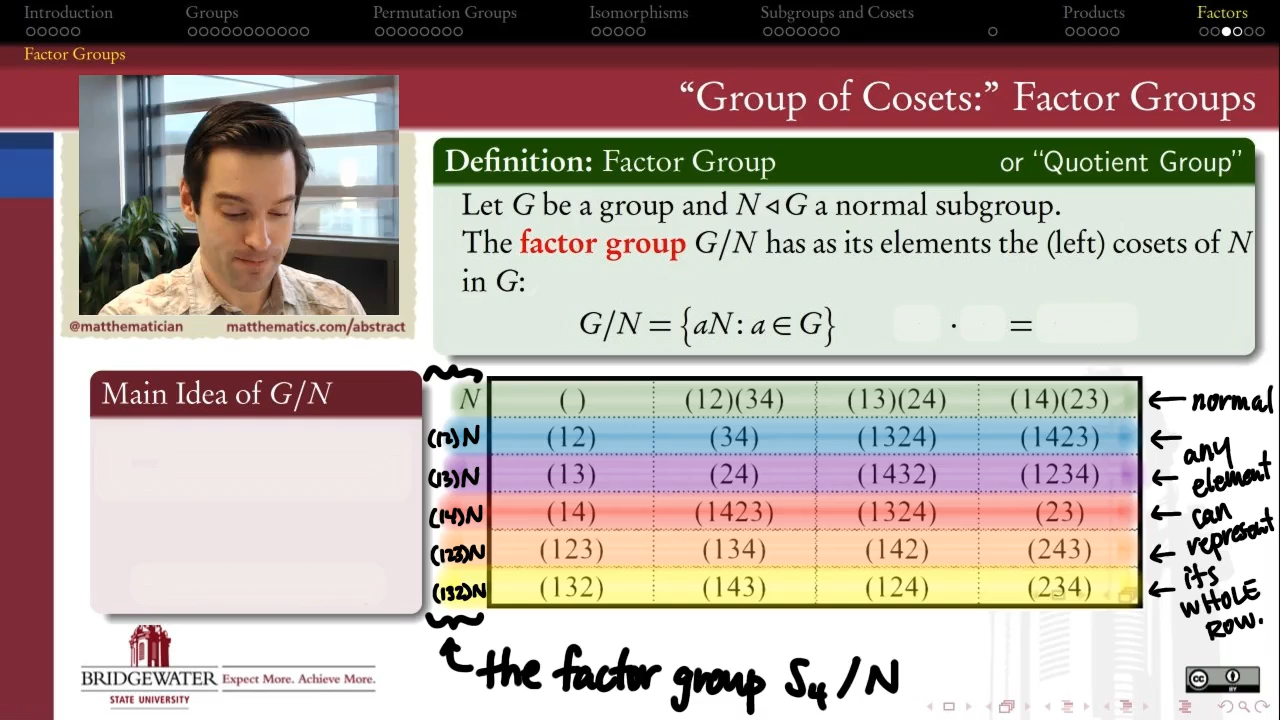 Introduction Groups Permutation Groups Isomorphisms Subgroups and Cosets Products Factors
Factor Groups
“Group of Cosets:” Factor Groups
Definition: Factor Group or “Quotient Group”
Let G be a group and N ◁ G a normal subgroup.
The factor group G/N has as its elements the (left) cosets of N
in G:
G/N = {aN : a ∈ G} · =
@matthematician matthematics.com/abstract
Main Idea of G/N
N ( ) (12)(34) (13)(24) (14)(23) ← normal
(12)N (12) (34) (1324) (1423) ←
(13)N (13) (24) (1432) (1234) ←
(14)N (14) (1423) (1324) (23) ←
(123)N (123) (134) (142) (243) ←
(132)N (132) (143) (124) (234) ←
any
element
can
represent
its
WHOLE
ROW.
the factor group S₄/N
BRIDGEWATER
STATE UNIVERSITY
Expect More. Achieve More.
cc BY